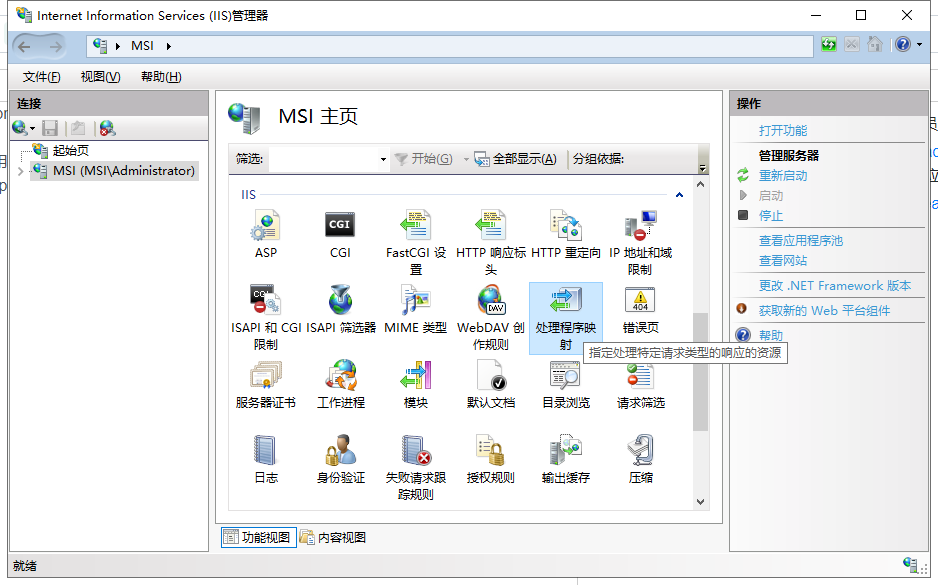 Internet Information Services (IIS)管理器
MSI
文件(F) 视图(V) 帮助(H)
连接
起始页
MSI (MSI\Administrator)
MSI 主页
筛选: 开始(G) 全部显示(A) 分组依据:
IIS
ASP
CGI
CGI
FastCGI 设
置
HTTP 响应标
头
HTTP 重定向
IP 地址和域
限制
CGI
ISAPI 和 CGI
限制
ISAPI 筛选器
MIME 类型
DAV
WebDAV 创
作规则
处理程序映
射
404
错误页
指定处理特定请求类型的响应的资源
服务器证书
工作进程
模块
默认文档
目录浏览
请求筛选
日志
身份验证
失败请求跟
踪规则
授权规则
输出缓存
压缩
功能视图 内容视图
操作
打开功能
管理服务器
重新启动
启动
停止
查看应用程序池
查看网站
更改 .NET Framework 版本
获取新的 Web 平台组件
帮助
就绪